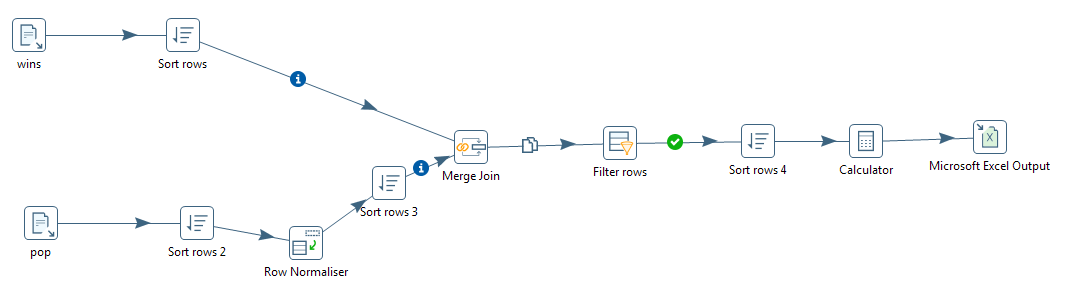 wins
Sort rows
Merge Join
Filter rows
Sort rows 4
Calculator
Microsoft Excel Output
Sort rows 3
pop
Sort rows 2
Row Normaliser